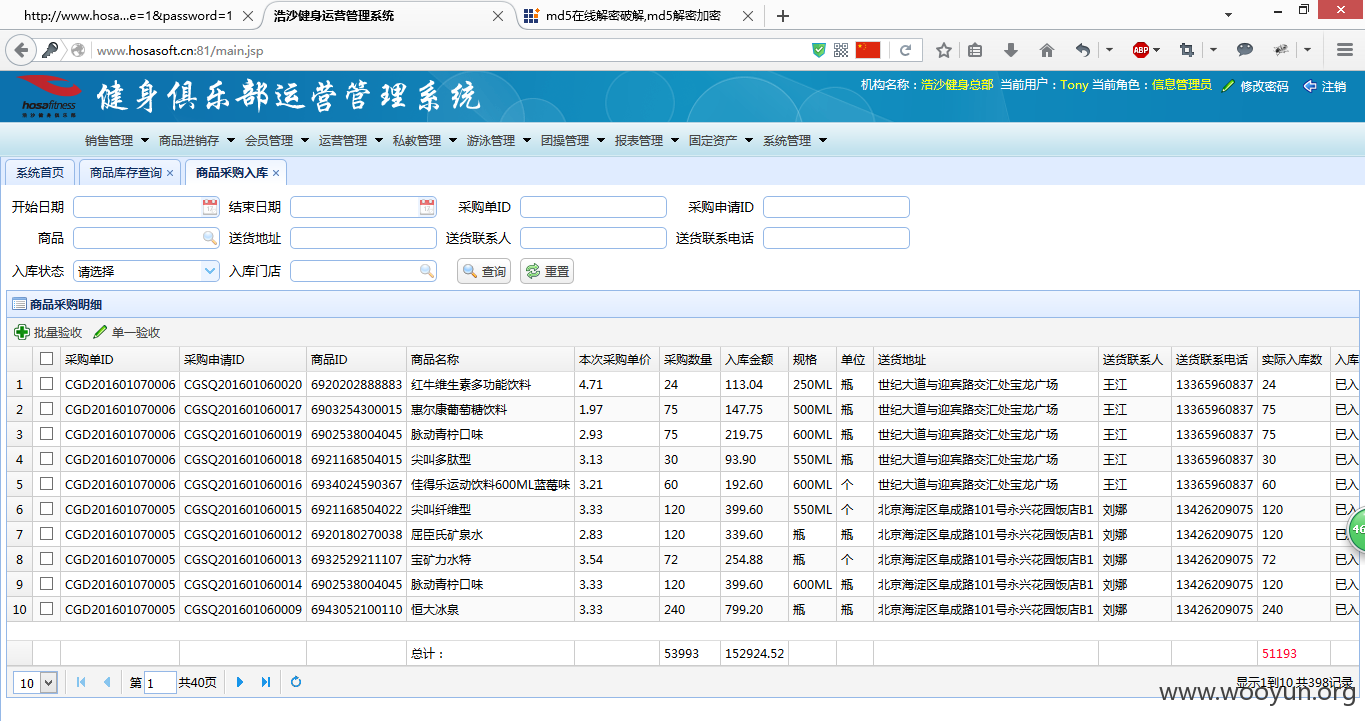 http://www.hosa...e=1&password=1
浩沙健身运营管理系统
md5在线解密破解,md5解密加密
www.hosasoft.cn:81/main.jsp
ABP
hosafitness
浩沙健身俱乐部
健身俱乐部运营管理系统
机构名称：浩沙健身总部 当前用户：Tony 当前角色：信息管理员 修改密码 注销
销售管理 商品进销存 会员管理 运营管理 私教管理 游泳管理 团操管理 报表管理 固定资产 系统管理
系统首页 商品库存查询 商品采购入库
开始日期 结束日期 采购单ID 采购申请ID
商品 送货地址 送货联系人 送货联系电话
入库状态 请选择 入库门店 查询 重置
商品采购明细
批量验收 单一验收
采购单ID 采购申请ID 商品ID 商品名称 本次采购单价 采购数量 入库金额 规格 单位 送货地址 送货联系人 送货联系电话 实际入库数 入库
1 CGD201601070006 CGSQ201601060020 6920202888883 红牛维生素多功能饮料 4.71 24 113.04 250ML 瓶 世纪大道与迎宾路交汇处宝龙广场 王江 13365960837 24 已入
2 CGD201601070006 CGSQ201601060017 6903254300015 惠尔康葡萄糖饮料 1.97 75 147.75 500ML 瓶 世纪大道与迎宾路交汇处宝龙广场 王江 13365960837 75 已入
3 CGD201601070006 CGSQ201601060019 6902538004045 脉动青柠口味 2.93 75 219.75 600ML 瓶 世纪大道与迎宾路交汇处宝龙广场 王江 13365960837 75 已入
4 CGD201601070006 CGSQ201601060018 6921168504015 尖叫多肽型 3.13 30 93.90 550ML 瓶 世纪大道与迎宾路交汇处宝龙广场 王江 13365960837 30 已入
5 CGD201601070006 CGSQ201601060016 6934024590367 佳得乐运动饮料600ML蓝莓味 3.21 60 192.60 600ML 个 世纪大道与迎宾路交汇处宝龙广场 王江 13365960837 60 已入
6 CGD201601070005 CGSQ201601060015 6921168504022 尖叫纤维型 3.33 120 399.60 550ML 个 北京海淀区阜成路101号永兴花园饭店B1 刘娜 13426209075 120 已入
7 CGD201601070005 CGSQ201601060012 6920180270038 屈臣氏矿泉水 2.83 120 339.60 瓶 瓶 北京海淀区阜成路101号永兴花园饭店B1 刘娜 13426209075 120 已
8 CGD201601070005 CGSQ201601060013 6932529211107 宝矿力水特 3.54 72 254.88 瓶 个 北京海淀区阜成路101号永兴花园饭店B1 刘娜 13426209075 72 已入
9 CGD201601070005 CGSQ201601060014 6902538004045 脉动青柠口味 3.33 120 399.60 600ML 瓶 北京海淀区阜成路101号永兴花园饭店B1 刘娜 13426209075 120 已入
10 CGD201601070005 CGSQ201601060009 6943052100110 恒大冰泉 3.33 240 799.20 瓶 瓶 北京海淀区阜成路101号永兴花园饭店B1 刘娜 13426209075 240 已入
46
总计： 53993 152924.52 51193
10 第 1 共40页 显示1到10,共398记录
www.wooyun.org